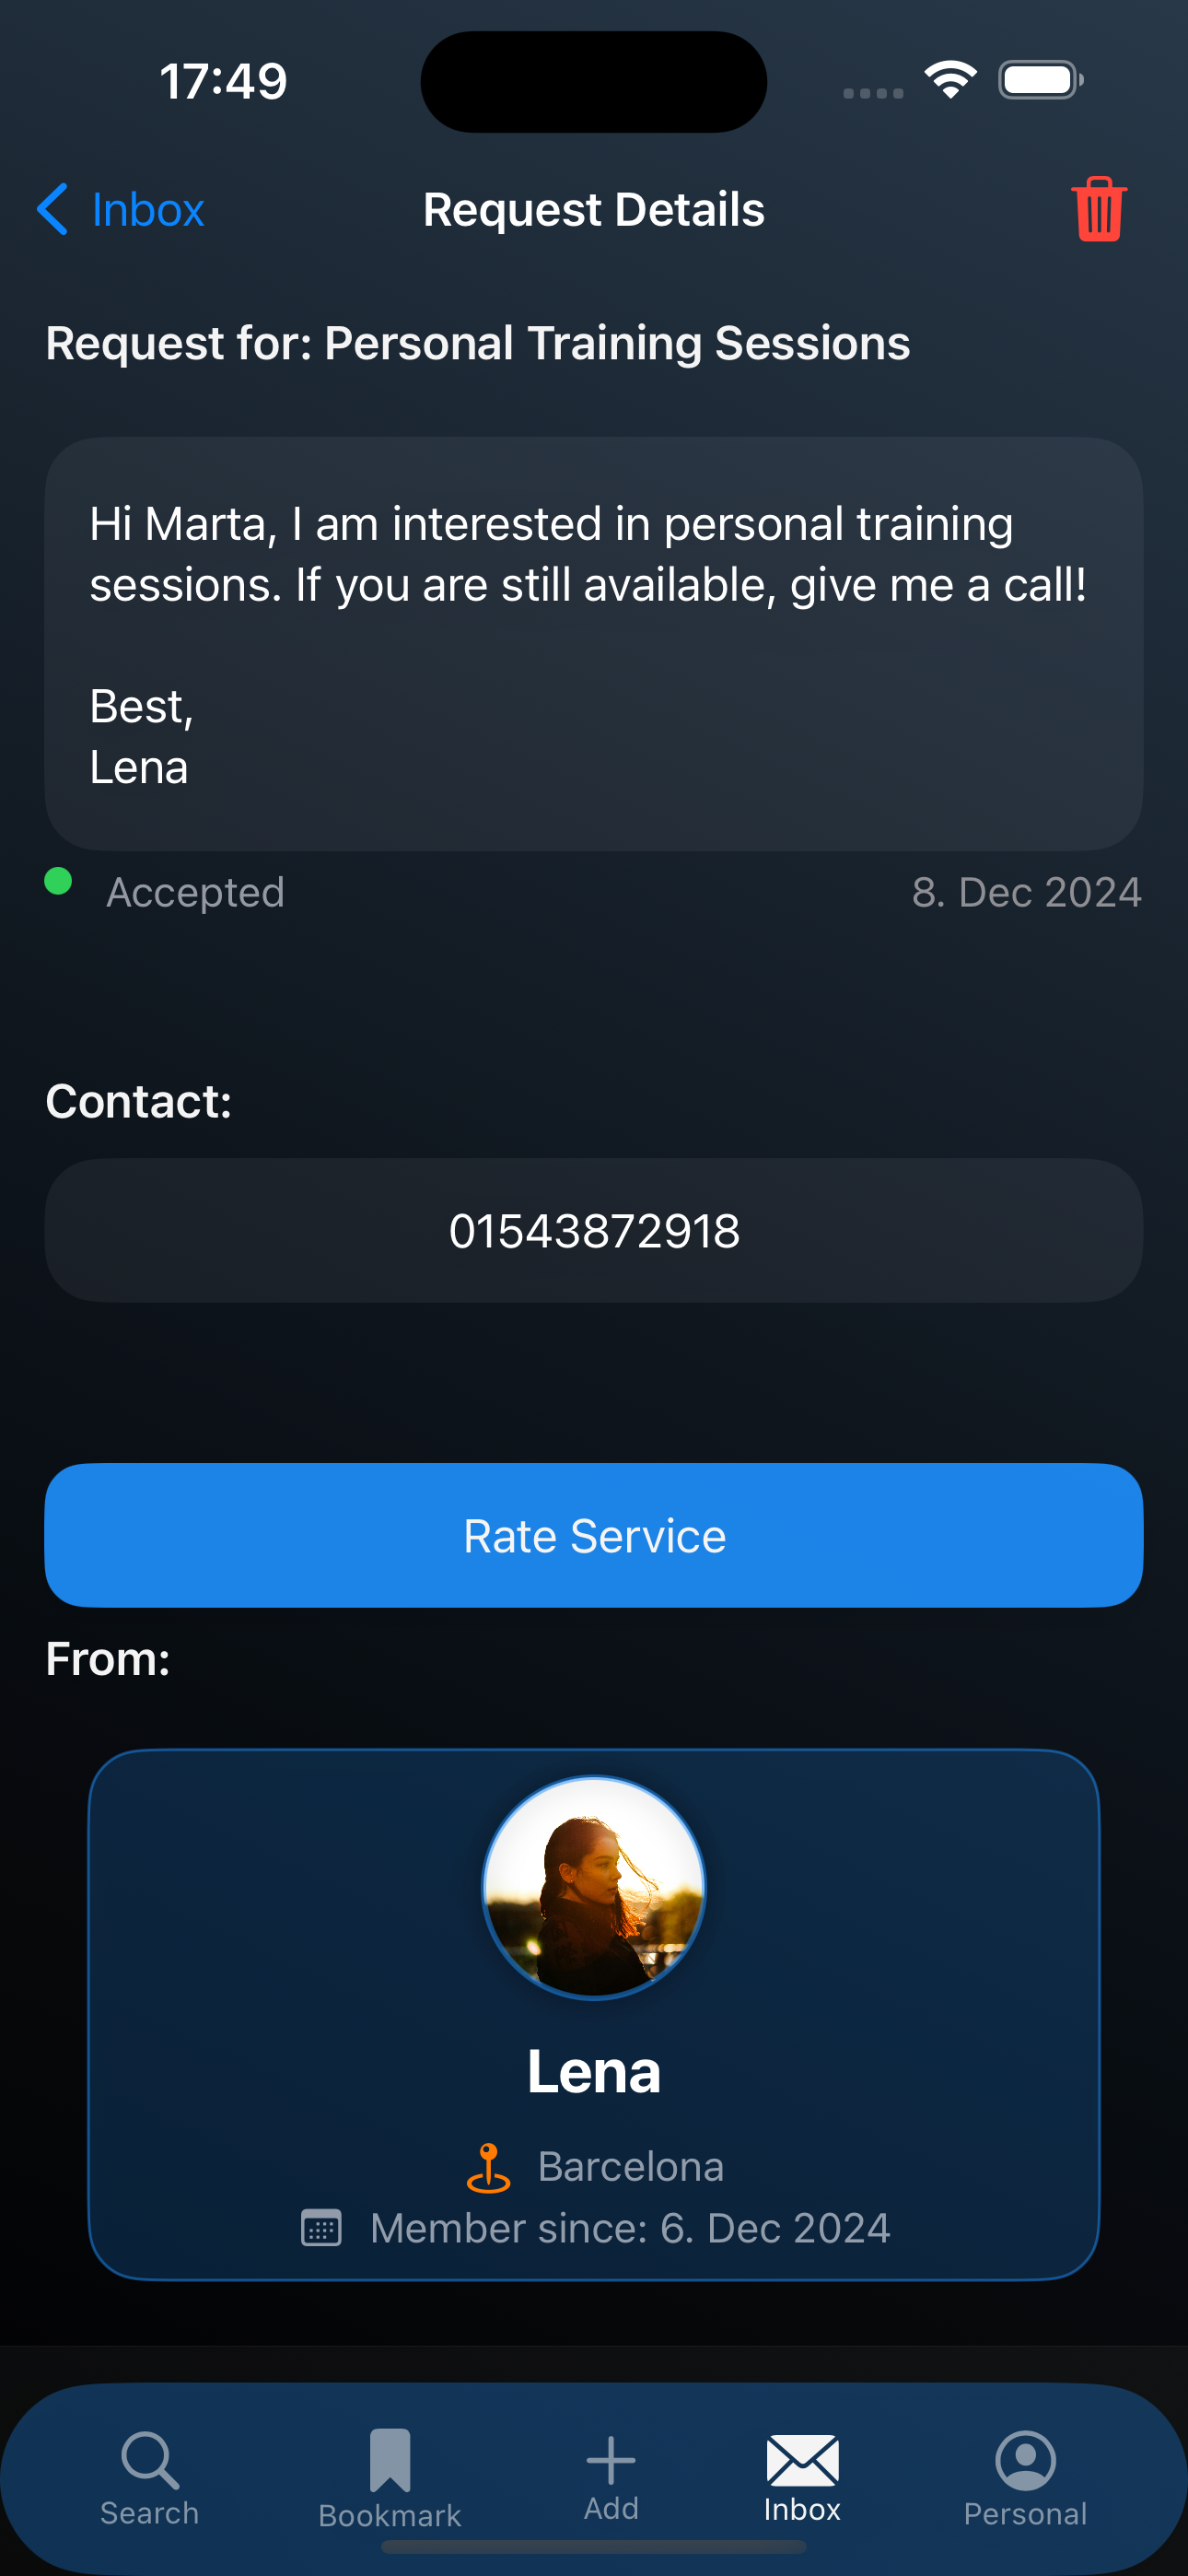 17:49
Inbox
Request Details
Request for: Personal Training Sessions
Hi Marta, I am interested in personal training
sessions. If you are still available, give me a call!
Best,
Lena
Accepted
8. Dec 2024
Contact:
01543872918
Rate Service
From:
Lena
Barcelona
Member since: 6. Dec 2024
Search
Bookmark
Add
Inbox
Personal